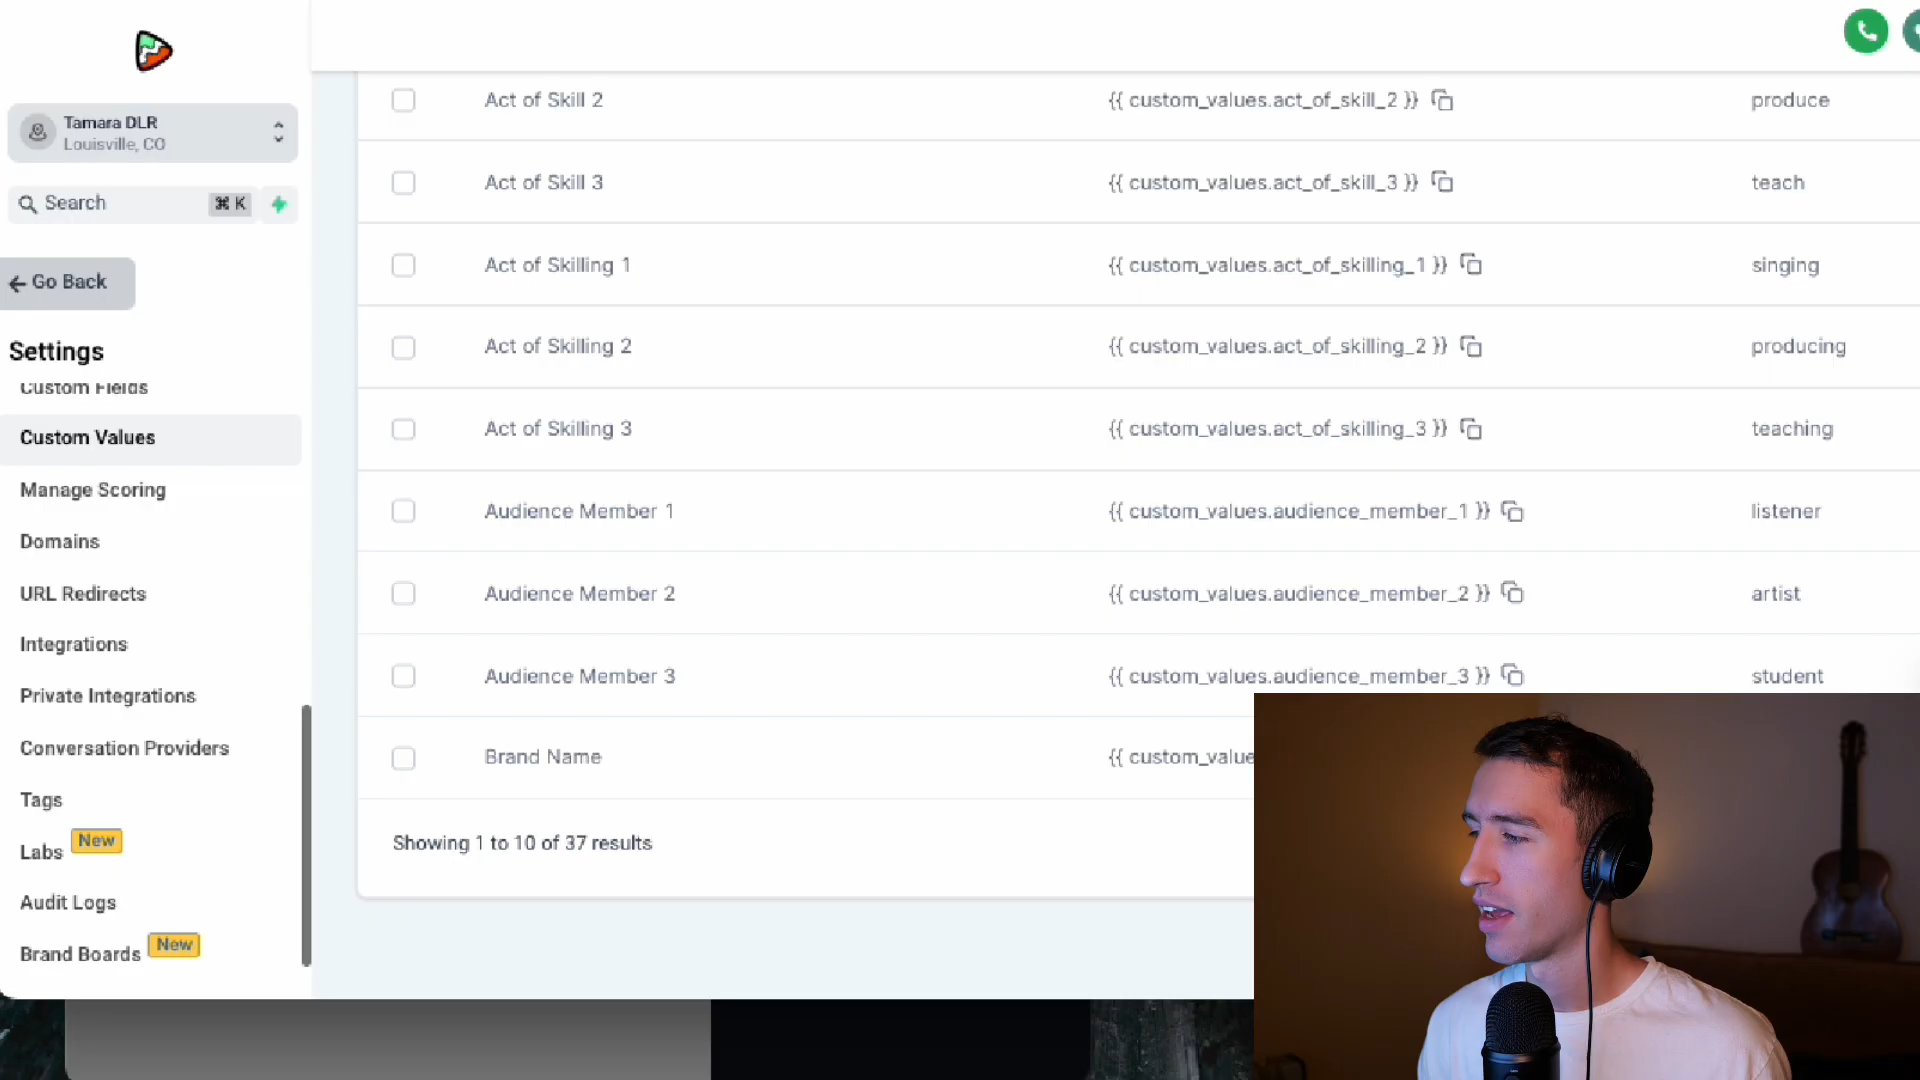 Tamara DLR
Louisville, CO
Search
⌘ K
Go Back
Settings
Custom Fields
Custom Values
Manage Scoring
Domains
URL Redirects
Integrations
Private Integrations
Conversation Providers
Tags
Labs New
Audit Logs
Brand Boards New
Act of Skill 2 {{ custom_values.act_of_skill_2 }} produce
Act of Skill 3 {{ custom_values.act_of_skill_3 }} teach
Act of Skilling 1 {{ custom_values.act_of_skilling_1 }} singing
Act of Skilling 2 {{ custom_values.act_of_skilling_2 }} producing
Act of Skilling 3 {{ custom_values.act_of_skilling_3 }} teaching
Audience Member 1 {{ custom_values.audience_member_1 }} listener
Audience Member 2 {{ custom_values.audience_member_2 }} artist
Audience Member 3 {{ custom_values.audience_member_3 }} student
Brand Name {{ custom_value
Showing 1 to 10 of 37 results